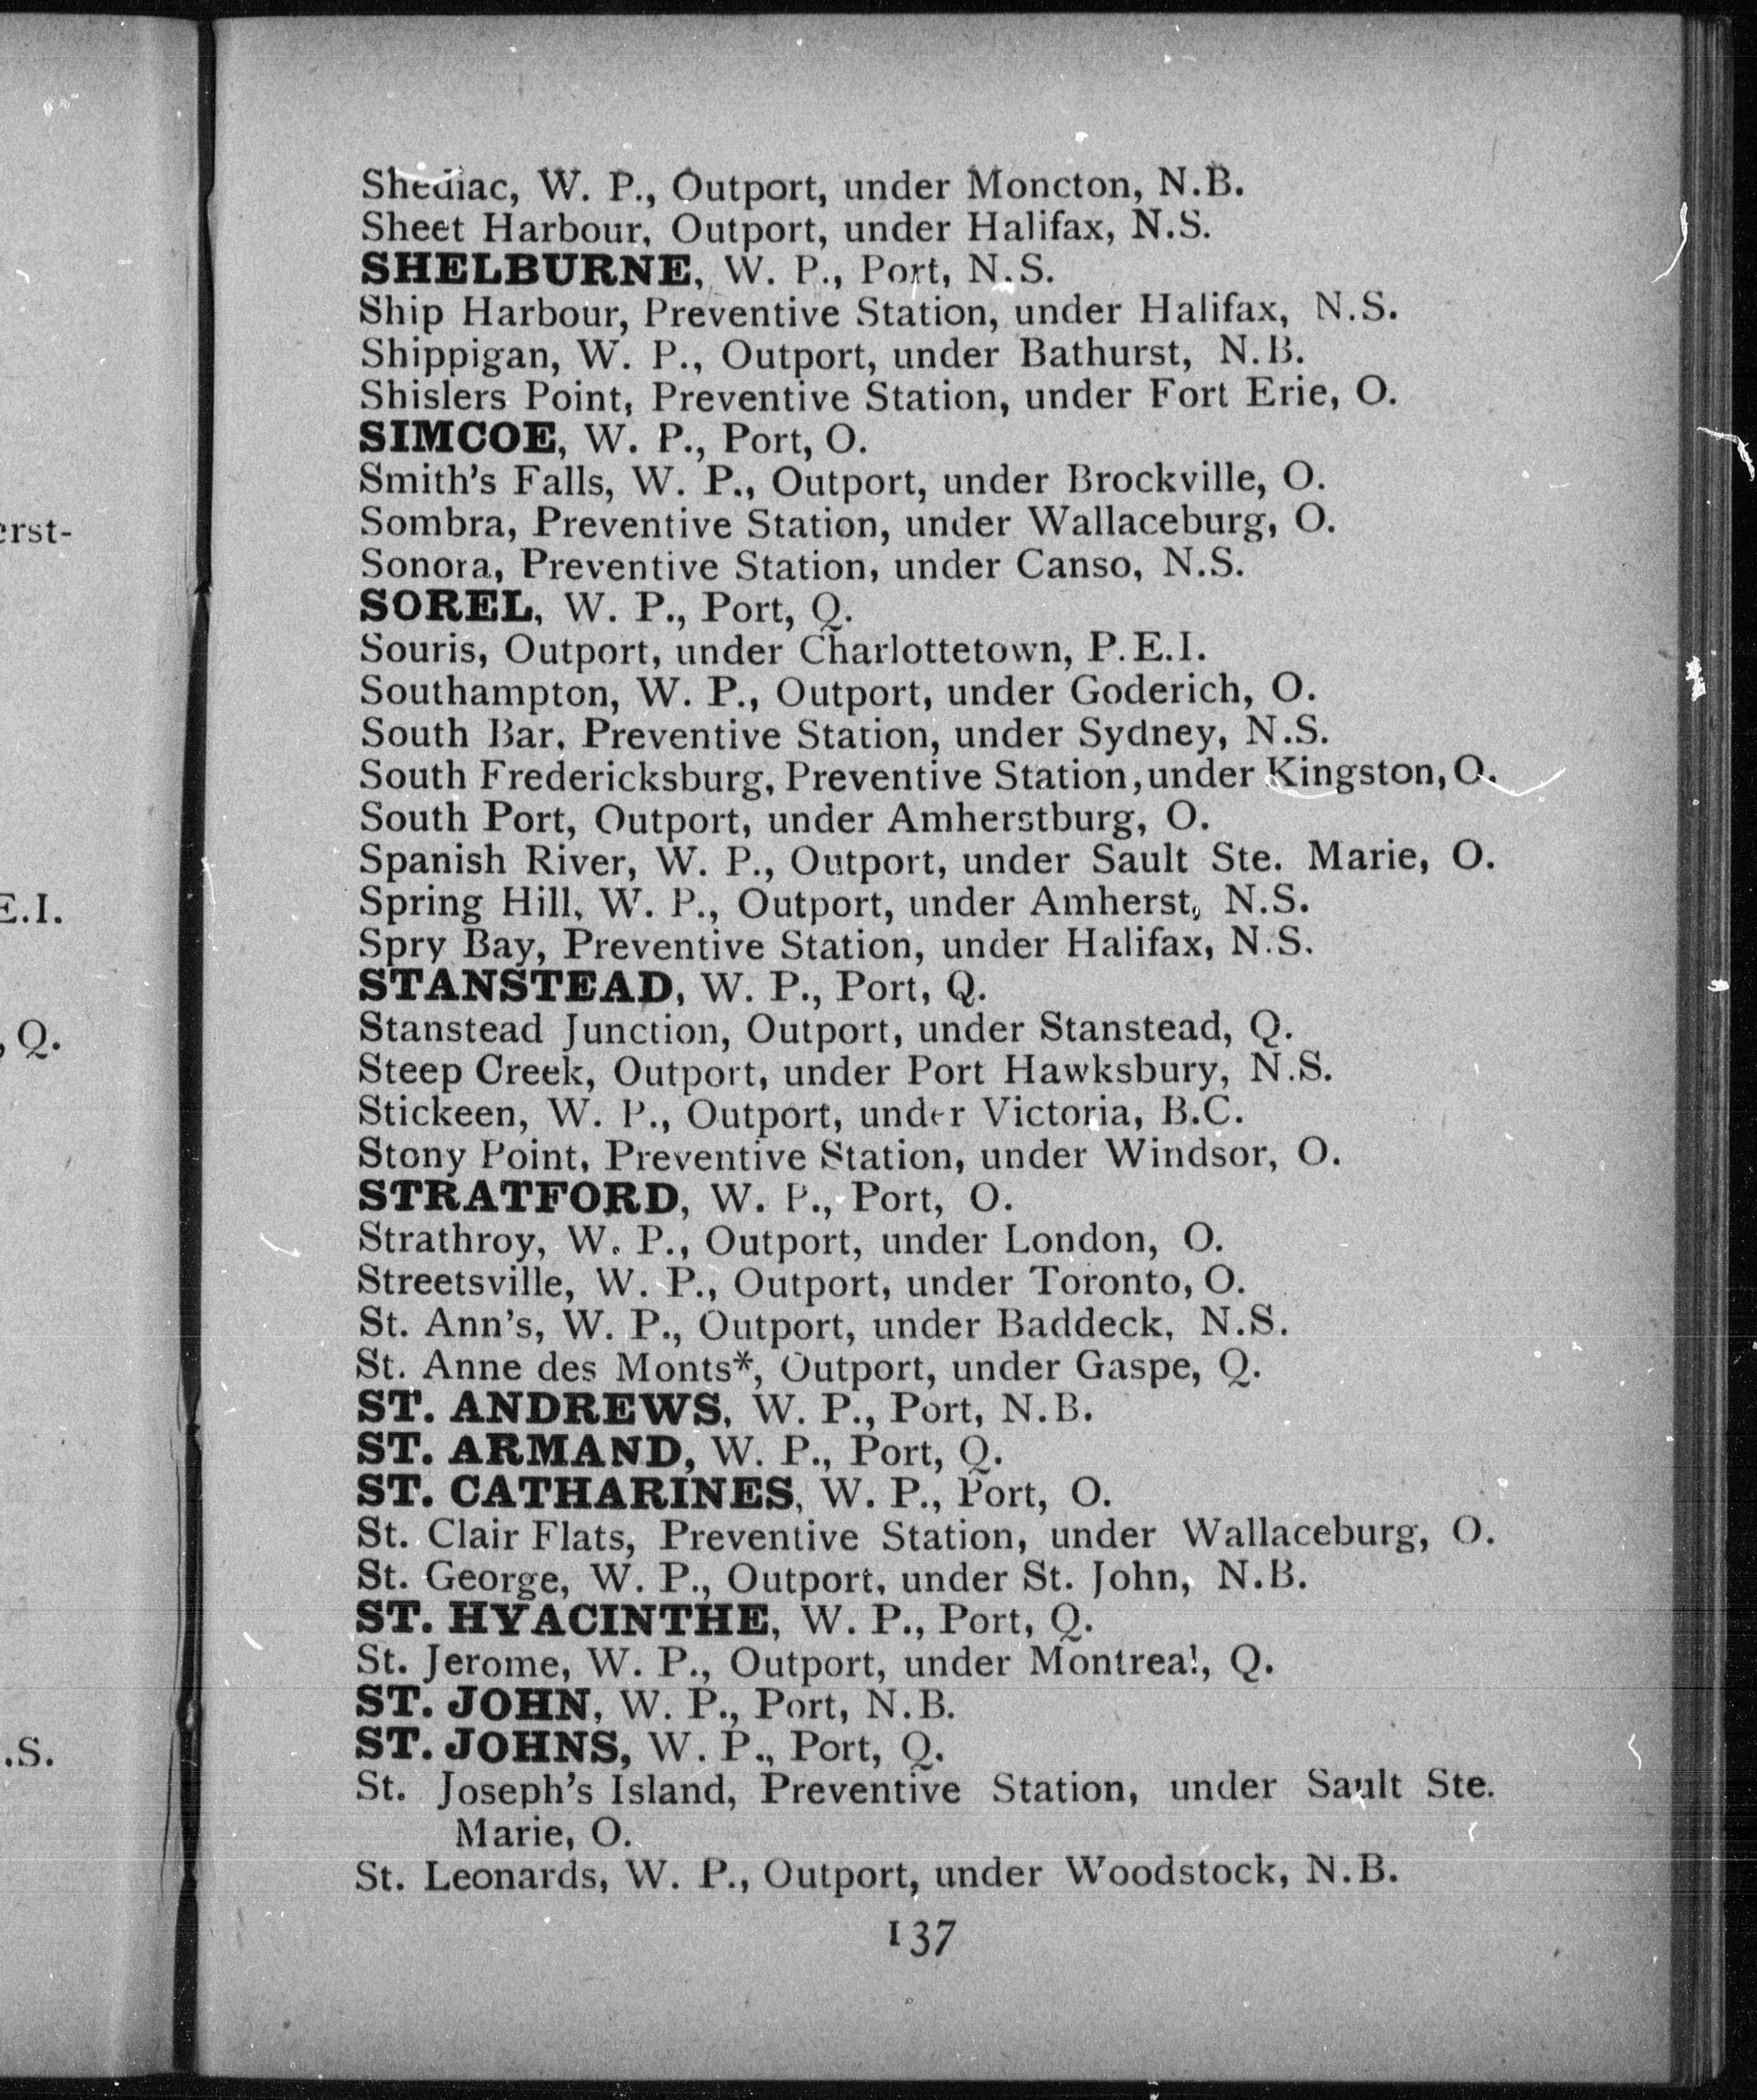 erst-
E.I.
, Q.
.S.
Shediac, W. P., Outport, under Moncton, N.B.
Sheet Harbour, Outport, under Halifax, N.S.
SHELBURNE, W. P., Port, N.S.
Ship Harbour, Preventive Station, under Halifax, N.S.
Shippigan, W. P., Outport, under Bathurst, N.B.
Shislers Point, Preventive Station, under Fort Erie, O.
SIMCOE, W. P., Port, O.
Smith's Falls, W. P., Outport, under Brockville, O.
Sombra, Preventive Station, under Wallaceburg, O.
Sonora, Preventive Station, under Canso, N.S.
SOREL, W. P., Port, Q.
Souris, Outport, under Charlottetown, P.E.I.
Southampton, W. P., Outport, under Goderich, O.
South Bar, Preventive Station, under Sydney, N.S.
South Fredericksburg, Preventive Station, under Kingston, O.
South Port, Outport, under Amherstburg, O.
Spanish River, W. P., Outport, under Sault Ste. Marie, O.
Spring Hill, W. P., Outport, under Amherst, N.S.
Spry Bay, Preventive Station, under Halifax, N.S.
STANSTEAD, W. P., Port, Q.
Stanstead Junction, Outport, under Stanstead, Q.
Steep Creek, Outport, under Port Hawksbury, N.S.
Stickeen, W. P., Outport, under Victoria, B.C.
Stony Point, Preventive Station, under Windsor, O.
STRATFORD, W. P., Port, O.
Strathroy, W. P., Outport, under London, O.
Streetsville, W. P., Outport, under Toronto, O.
St. Ann's, W. P., Outport, under Baddeck, N.S.
St. Anne des Monts*, Outport, under Gaspe, Q.
ST. ANDREWS, W. P., Port, N.B.
ST. ARMAND, W. P., Port, Q.
ST. CATHARINES, W. P., Port, O.
St. Clair Flats, Preventive Station, under Wallaceburg, O.
St. George, W. P., Outport, under St. John, N.B.
ST. HYACINTHE, W. P., Port, Q.
St. Jerome, W. P., Outport, under Montreal, Q.
ST. JOHN, W. P., Port, N.B.
ST. JOHNS, W. P., Port, Q.
St. Joseph's Island, Preventive Station, under Sault Ste.
Marie, O.
St. Leonards, W. P., Outport, under Woodstock, N.B.
137